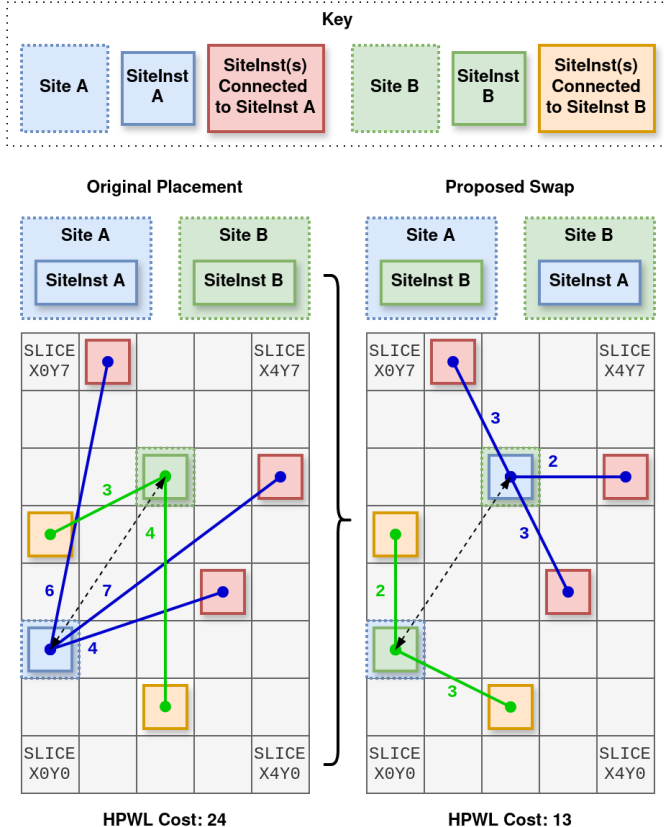 Key
Site A
SiteInst
A
SiteInst(s)
Connected
to SiteInst A
Site B
SiteInst
B
SiteInst(s)
Connected
to SiteInst B
Original Placement
Site A
SiteInst A
Site B
SiteInst B
SLICE
X0Y7
SLICE
X4Y7
3
4
6
7
4
SLICE
X0Y0
SLICE
X4Y0
HPWL Cost: 24
Proposed Swap
Site A
SiteInst B
Site B
SiteInst A
SLICE
X0Y7
SLICE
X4Y7
3
2
3
2
3
SLICE
X0Y0
SLICE
X4Y0
HPWL Cost: 13